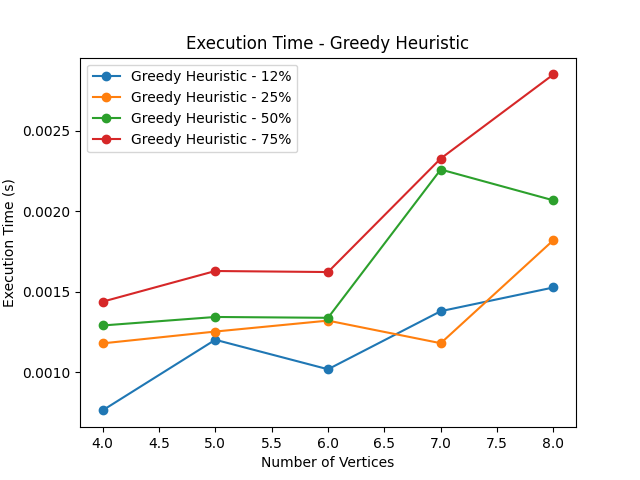 Execution Time - Greedy Heuristic
Greedy Heuristic - 12%
Greedy Heuristic - 25%
Greedy Heuristic - 50%
Greedy Heuristic - 75%
Execution Time (s)
0.0025
0.0020
0.0015
0.0010
4.0 4.5 5.0 5.5 6.0 6.5 7.0 7.5 8.0
Number of Vertices